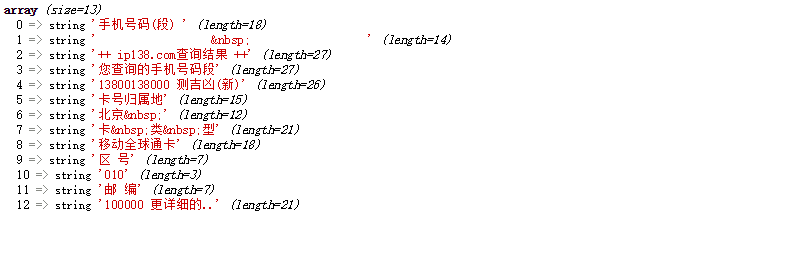 array (size=13)
0 => string '手机号码(段) ' (length=18)
1 => string '                    &nbsp;                    ' (length=14)
2 => string '++ ip138.com查询结果 ++' (length=27)
3 => string '您查询的手机号码段' (length=27)
4 => string '13800138000 测吉凶(新)' (length=26)
5 => string '卡号归属地' (length=15)
6 => string '北京&nbsp;' (length=12)
7 => string '卡&nbsp;类&nbsp;型' (length=21)
8 => string '移动全球通卡' (length=18)
9 => string '区 号' (length=7)
10 => string '010' (length=3)
11 => string '邮 编' (length=7)
12 => string '100000 更详细的..' (length=21)